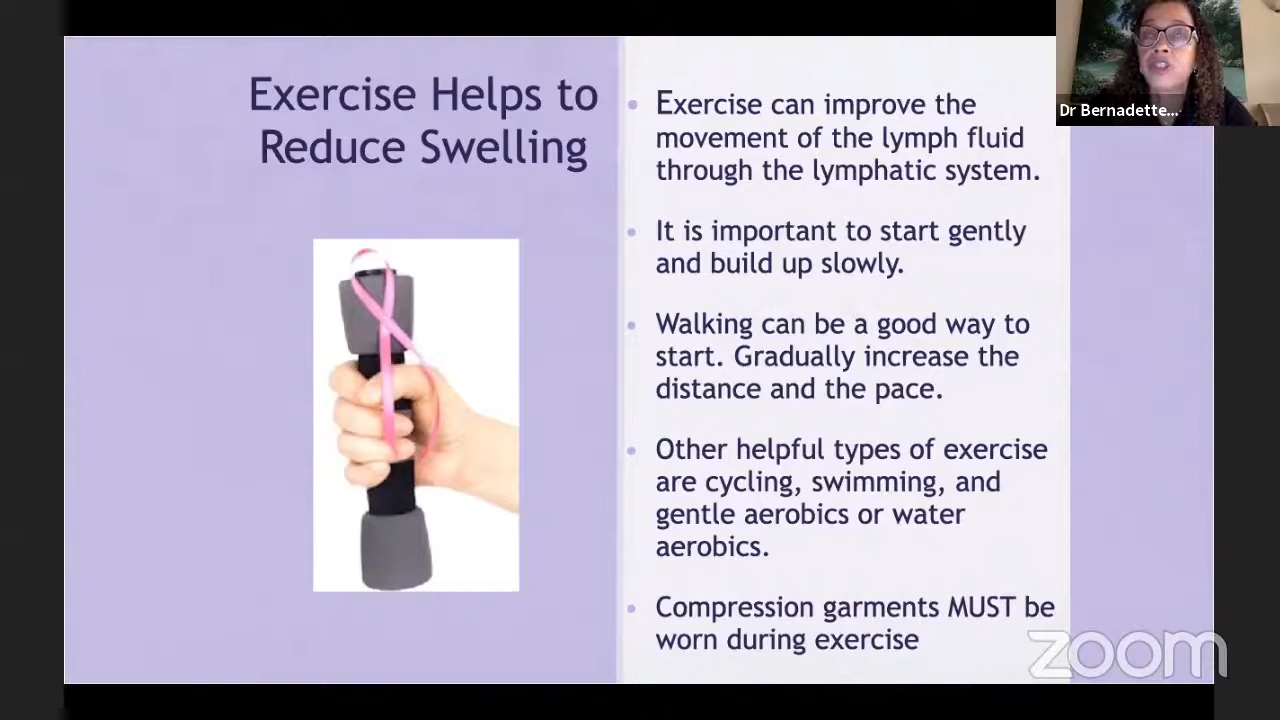 Exercise Helps to
Reduce Swelling
• Exercise can improve the
movement of the lymph fluid
through the lymphatic system.
• It is important to start gently
and build up slowly.
• Walking can be a good way to
start. Gradually increase the
distance and the pace.
• Other helpful types of exercise
are cycling, swimming, and
gentle aerobics or water
aerobics.
• Compression garments MUST be
worn during exercise
Dr Bernadette...
zoom